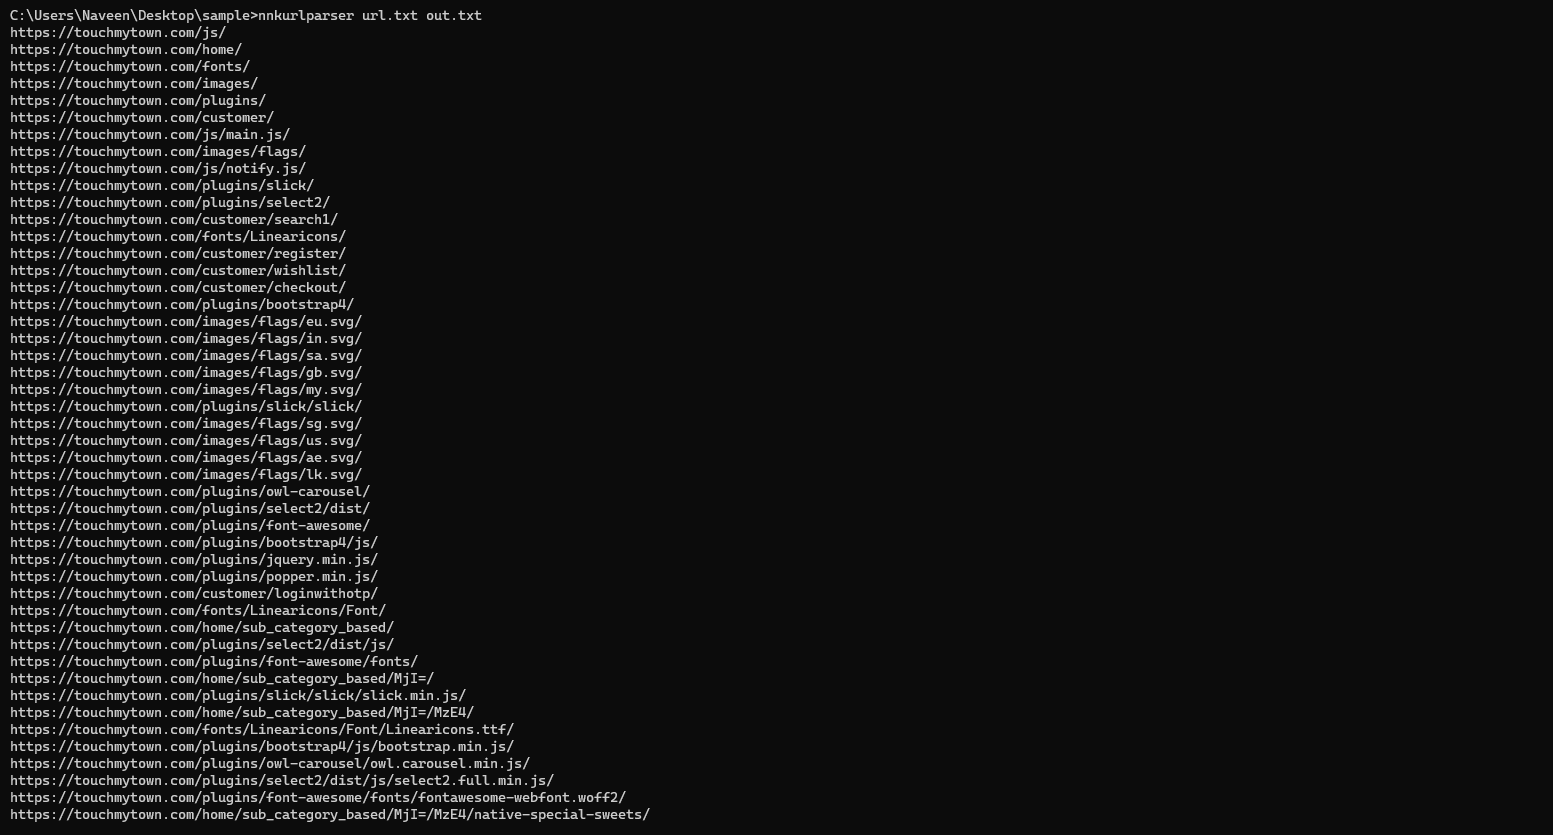 C:\Users\Naveen\Desktop\sample>nnkurlparser url.txt out.txt
https://touchmytown.com/js/
https://touchmytown.com/home/
https://touchmytown.com/fonts/
https://touchmytown.com/images/
https://touchmytown.com/plugins/
https://touchmytown.com/customer/
https://touchmytown.com/js/main.js/
https://touchmytown.com/images/flags/
https://touchmytown.com/js/notify.js/
https://touchmytown.com/plugins/slick/
https://touchmytown.com/plugins/select2/
https://touchmytown.com/customer/search1/
https://touchmytown.com/fonts/Linearicons/
https://touchmytown.com/customer/register/
https://touchmytown.com/customer/wishlist/
https://touchmytown.com/customer/checkout/
https://touchmytown.com/plugins/bootstrap4/
https://touchmytown.com/images/flags/eu.svg/
https://touchmytown.com/images/flags/in.svg/
https://touchmytown.com/images/flags/sa.svg/
https://touchmytown.com/images/flags/gb.svg/
https://touchmytown.com/images/flags/my.svg/
https://touchmytown.com/plugins/slick/slick/
https://touchmytown.com/images/flags/sg.svg/
https://touchmytown.com/images/flags/us.svg/
https://touchmytown.com/images/flags/ae.svg/
https://touchmytown.com/images/flags/lk.svg/
https://touchmytown.com/plugins/owl-carousel/
https://touchmytown.com/plugins/select2/dist/
https://touchmytown.com/plugins/font-awesome/
https://touchmytown.com/plugins/bootstrap4/js/
https://touchmytown.com/plugins/jquery.min.js/
https://touchmytown.com/plugins/popper.min.js/
https://touchmytown.com/customer/loginwithotp/
https://touchmytown.com/fonts/Linearicons/Font/
https://touchmytown.com/home/sub_category_based/
https://touchmytown.com/plugins/select2/dist/js/
https://touchmytown.com/plugins/font-awesome/fonts/
https://touchmytown.com/home/sub_category_based/MjI=/
https://touchmytown.com/plugins/slick/slick/slick.min.js/
https://touchmytown.com/home/sub_category_based/MjI=/MzE4/
https://touchmytown.com/fonts/Linearicons/Font/Linearicons.ttf/
https://touchmytown.com/plugins/bootstrap4/js/bootstrap.min.js/
https://touchmytown.com/plugins/owl-carousel/owl.carousel.min.js/
https://touchmytown.com/plugins/select2/dist/js/select2.full.min.js/
https://touchmytown.com/plugins/font-awesome/fonts/fontawesome-webfont.woff2/
https://touchmytown.com/home/sub_category_based/MjI=/MzE4/native-special-sweets/